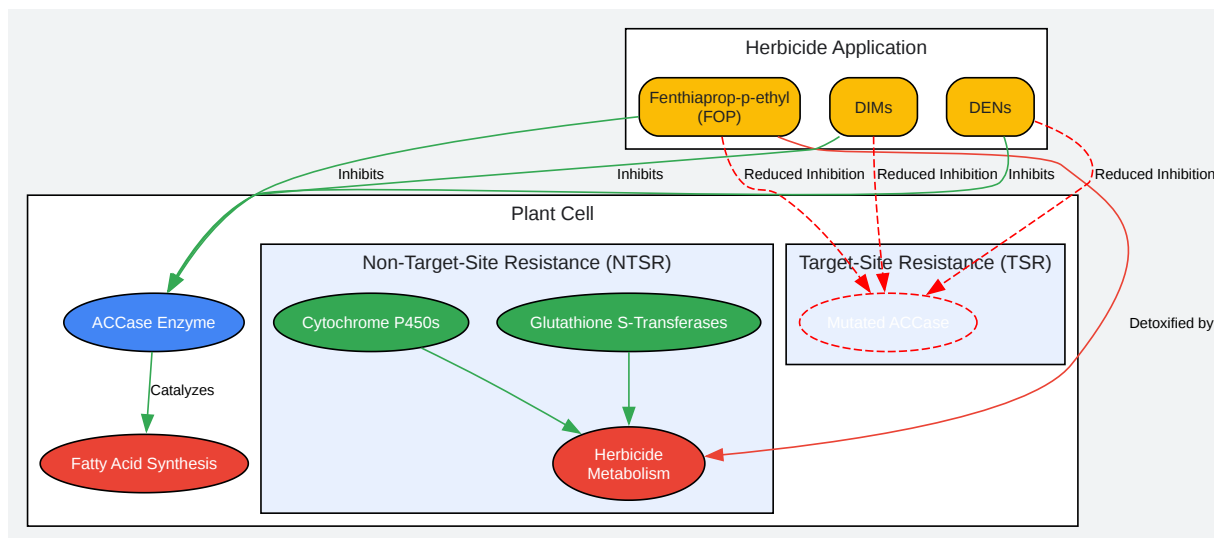 Herbicide Application
Fenthiaprop-p-ethyl
(FOP)
DIMs
DENs
Inhibits
Inhibits
Reduced Inhibition
Reduced Inhibition
Inhibits
Reduced Inhibition
Plant Cell
Non-Target-Site Resistance (NTSR)
Target-Site Resistance (TSR)
ACCase Enzyme
Cytochrome P450s
Glutathione S-Transferases
Mutated ACCase
Detoxified by
Catalyzes
Fatty Acid Synthesis
Herbicide
Metabolism